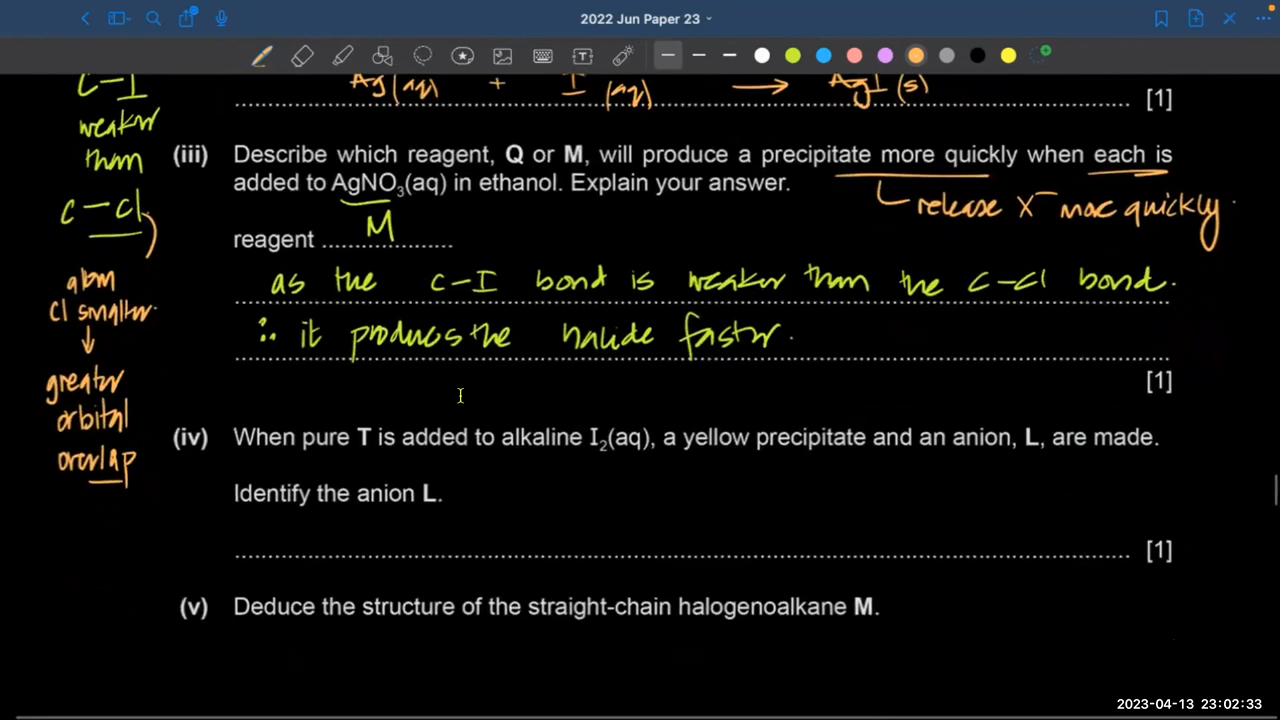 2022 Jun Paper 23
C-I
weaker
than
C-Cl
atom
Cl smaller
↓
greater
orbital
overlap
Ag (aq) + I (aq) → AgI (s)
[1]
(iii) Describe which reagent, Q or M, will produce a precipitate more quickly when each is
added to AgNO₃(aq) in ethanol. Explain your answer.
release X⁻ more quickly
reagent M
as the C-I bond is weaker than the C-Cl bond.
∴ it produces the halide faster.
[1]
(iv) When pure T is added to alkaline I₂(aq), a yellow precipitate and an anion, L, are made.
Identify the anion L.
[1]
(v) Deduce the structure of the straight-chain halogenoalkane M.
2023-04-13 23:02:33